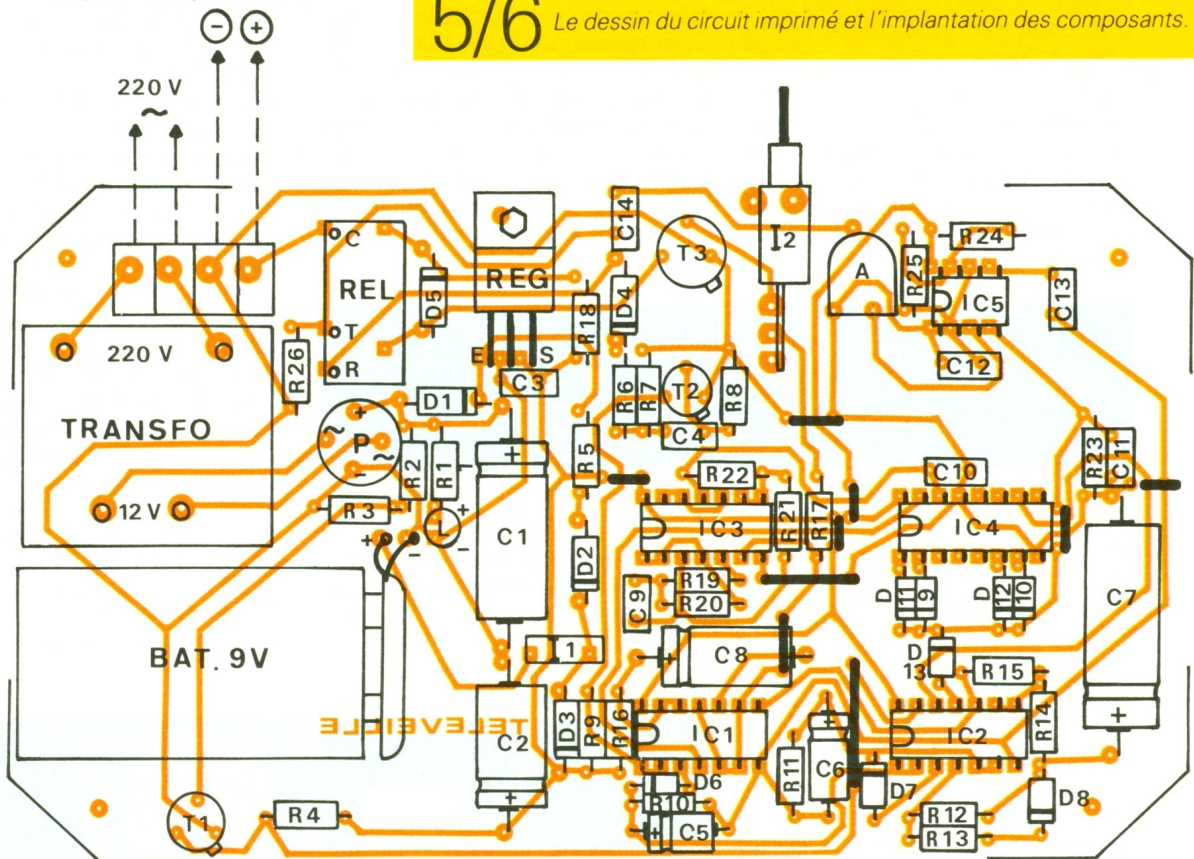 5/6 Le dessin du circuit imprimé et l'implantation des composants.
- +
220 V
~
C
REL
T
R
D5
REG
E S
C14
D4
R18
T3
I2
A
R25
R24
IC5
C13
C12
220 V
TRANSFO
12 V
R26
+
~ P ~
-
D1
C3
R2
R1
R3
+ -
+
L
-
+
C1
R5
D2
R6
R7
T2
R8
C4
R22
IC3
R21
R17
C10
IC4
R23
C11
R19
R20
C9
D
11
9
D
12
10
C7
+
BAT. 9V
I1
+
C8
D
13
R15
R14
TELEVEILLE
C2
+
D3
R9
R16
IC1
D6
R10
+ C5
R11
+
C6
D7
IC2
R12
R13
D8
T1
R4